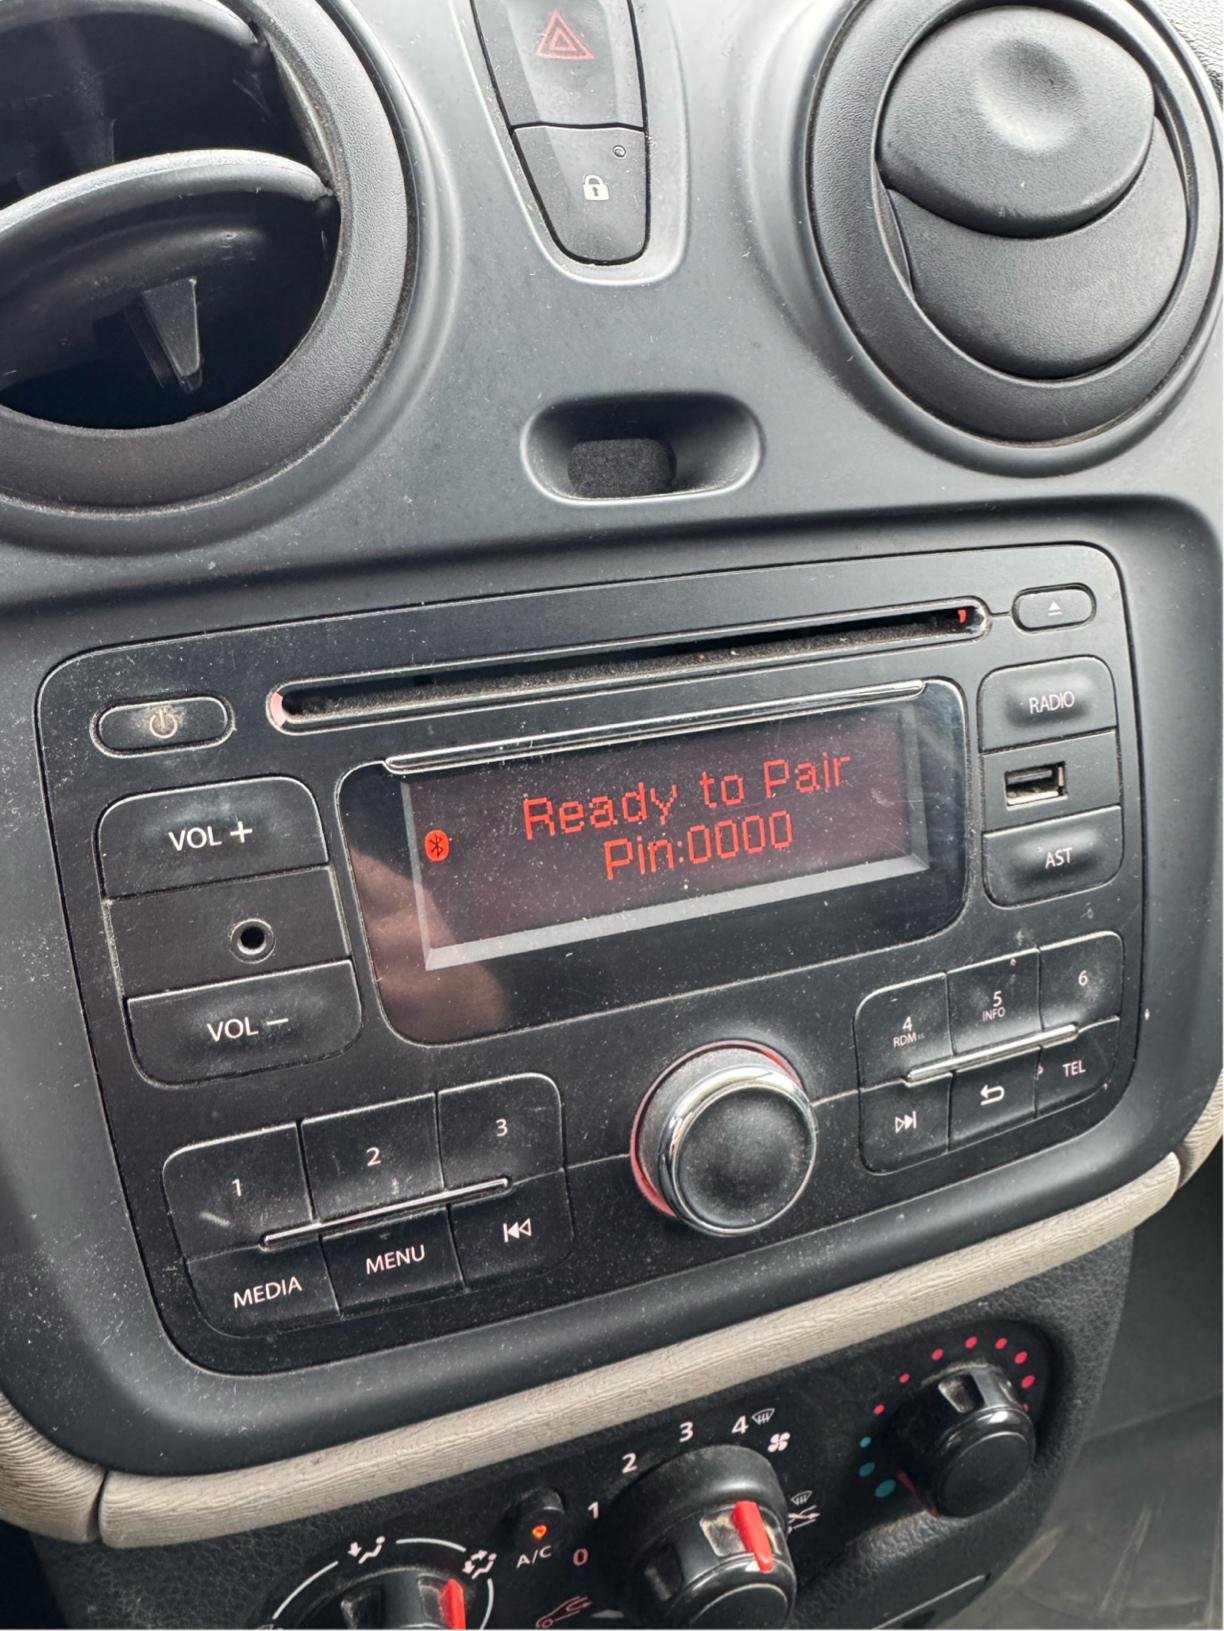 RADIO
Ready to Pair
Pin:0000
VOL +
AST
VOL −
4
RDM
5
INFO
6
TEL
1
2
3
MEDIA
MENU
0
1
2
3
4
A/C